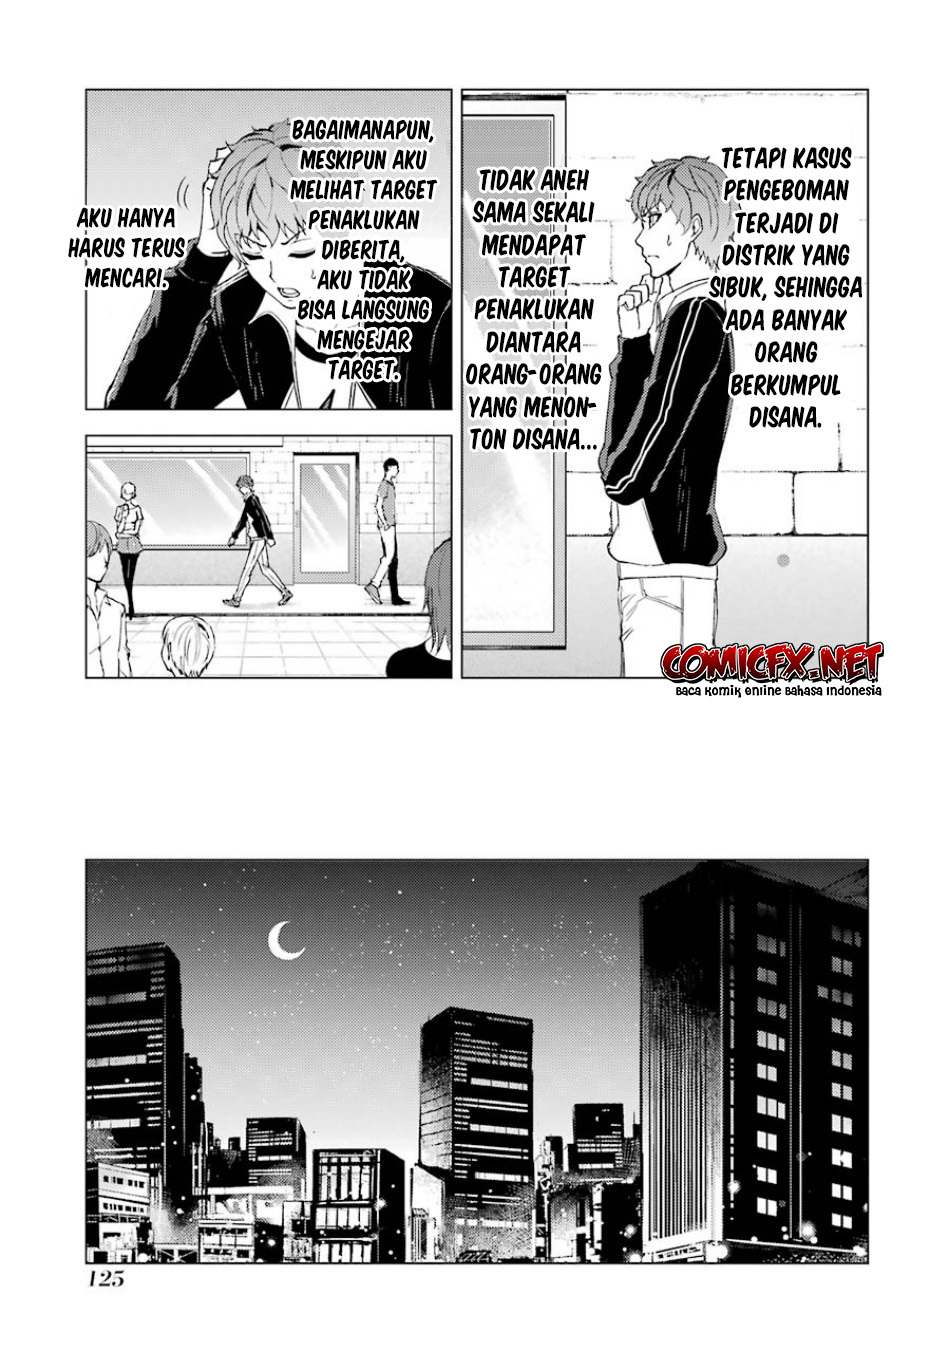 TETAPI KASUS
PENGEBOMAN
TERJADI DI
DISTRIK YANG
SIBUK, SEHINGGA
ADA BANYAK
ORANG
BERKUMPUL
DISANA.
TIDAK ANEH
SAMA SEKALI
MENDAPAT
TARGET
PENAKLUKAN
DIANTARA
ORANG-ORANG
YANG MENON-
TON DISANA...
BAGAIMANAPUN,
MESKIPUN AKU
MELIHAT TARGET
PENAKLUKAN
DIBERITA,
AKU TIDAK
BISA LANGSUNG
MENGEJAR
TARGET.
AKU HANYA
HARUS TERUS
MENCARI.
COMICFX.NET
BACA KOMIK ONLINE BAHASA INDONESIA
125